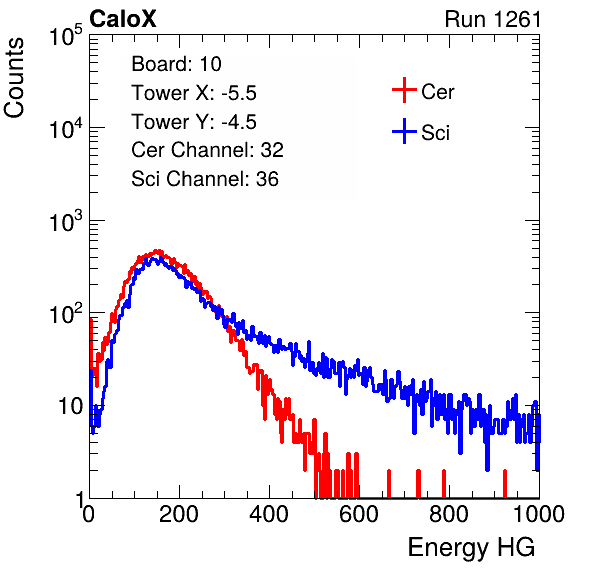 CaloX Run 1261
Counts
Board: 10
Tower X: -5.5
Tower Y: -4.5
Cer Channel: 32
Sci Channel: 36
Cer
Sci
10^5
10^4
10^3
10^2
10
1
0 200 400 600 800 1000
Energy HG